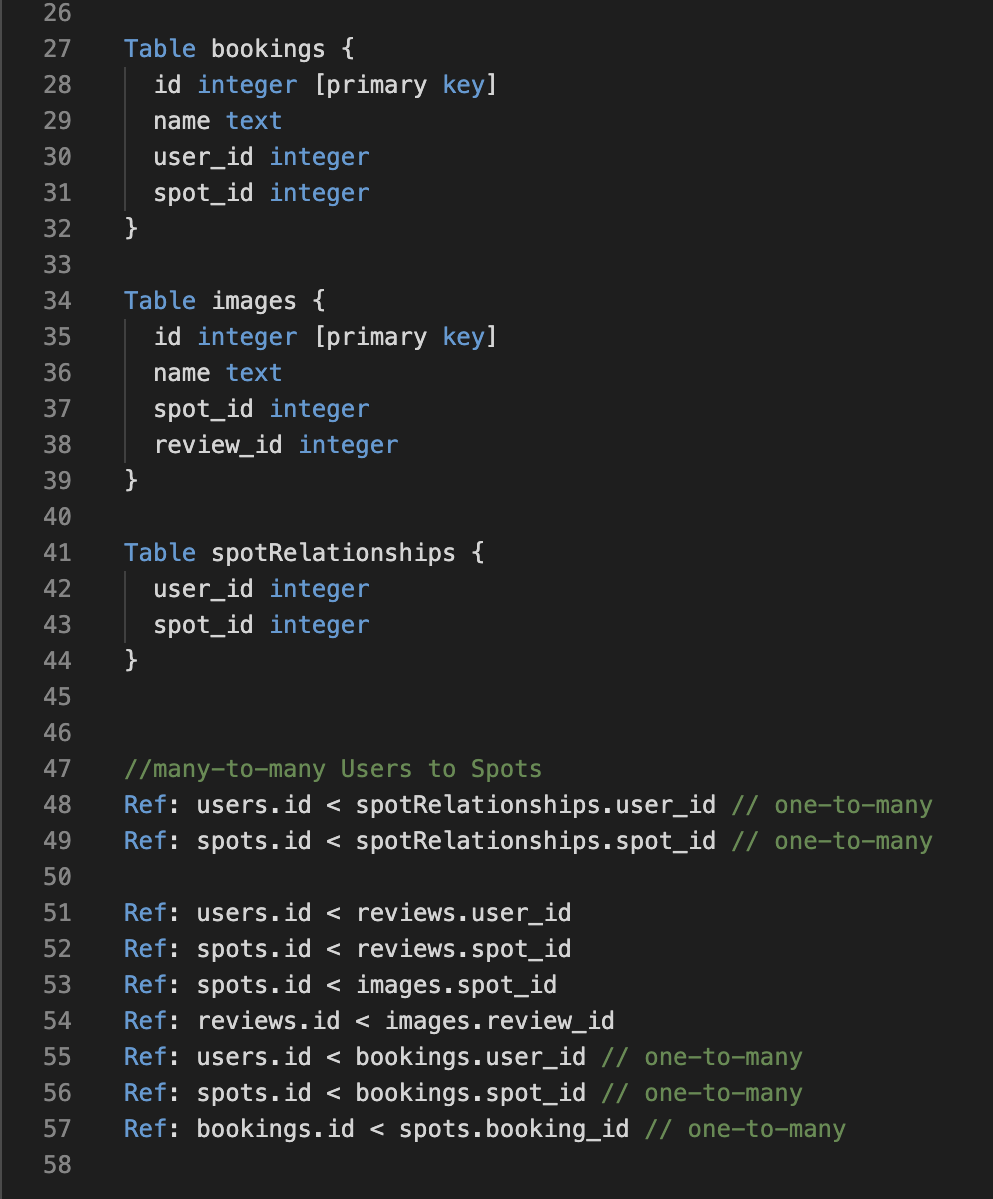 26
27 Table bookings {
28 id integer [primary key]
29 name text
30 user_id integer
31 spot_id integer
32 }
33
34 Table images {
35 id integer [primary key]
36 name text
37 spot_id integer
38 review_id integer
39 }
40
41 Table spotRelationships {
42 user_id integer
43 spot_id integer
44 }
45
46
47 //many-to-many Users to Spots
48 Ref: users.id < spotRelationships.user_id // one-to-many
49 Ref: spots.id < spotRelationships.spot_id // one-to-many
50
51 Ref: users.id < reviews.user_id
52 Ref: spots.id < reviews.spot_id
53 Ref: spots.id < images.spot_id
54 Ref: reviews.id < images.review_id
55 Ref: users.id < bookings.user_id // one-to-many
56 Ref: spots.id < bookings.spot_id // one-to-many
57 Ref: bookings.id < spots.booking_id // one-to-many
58